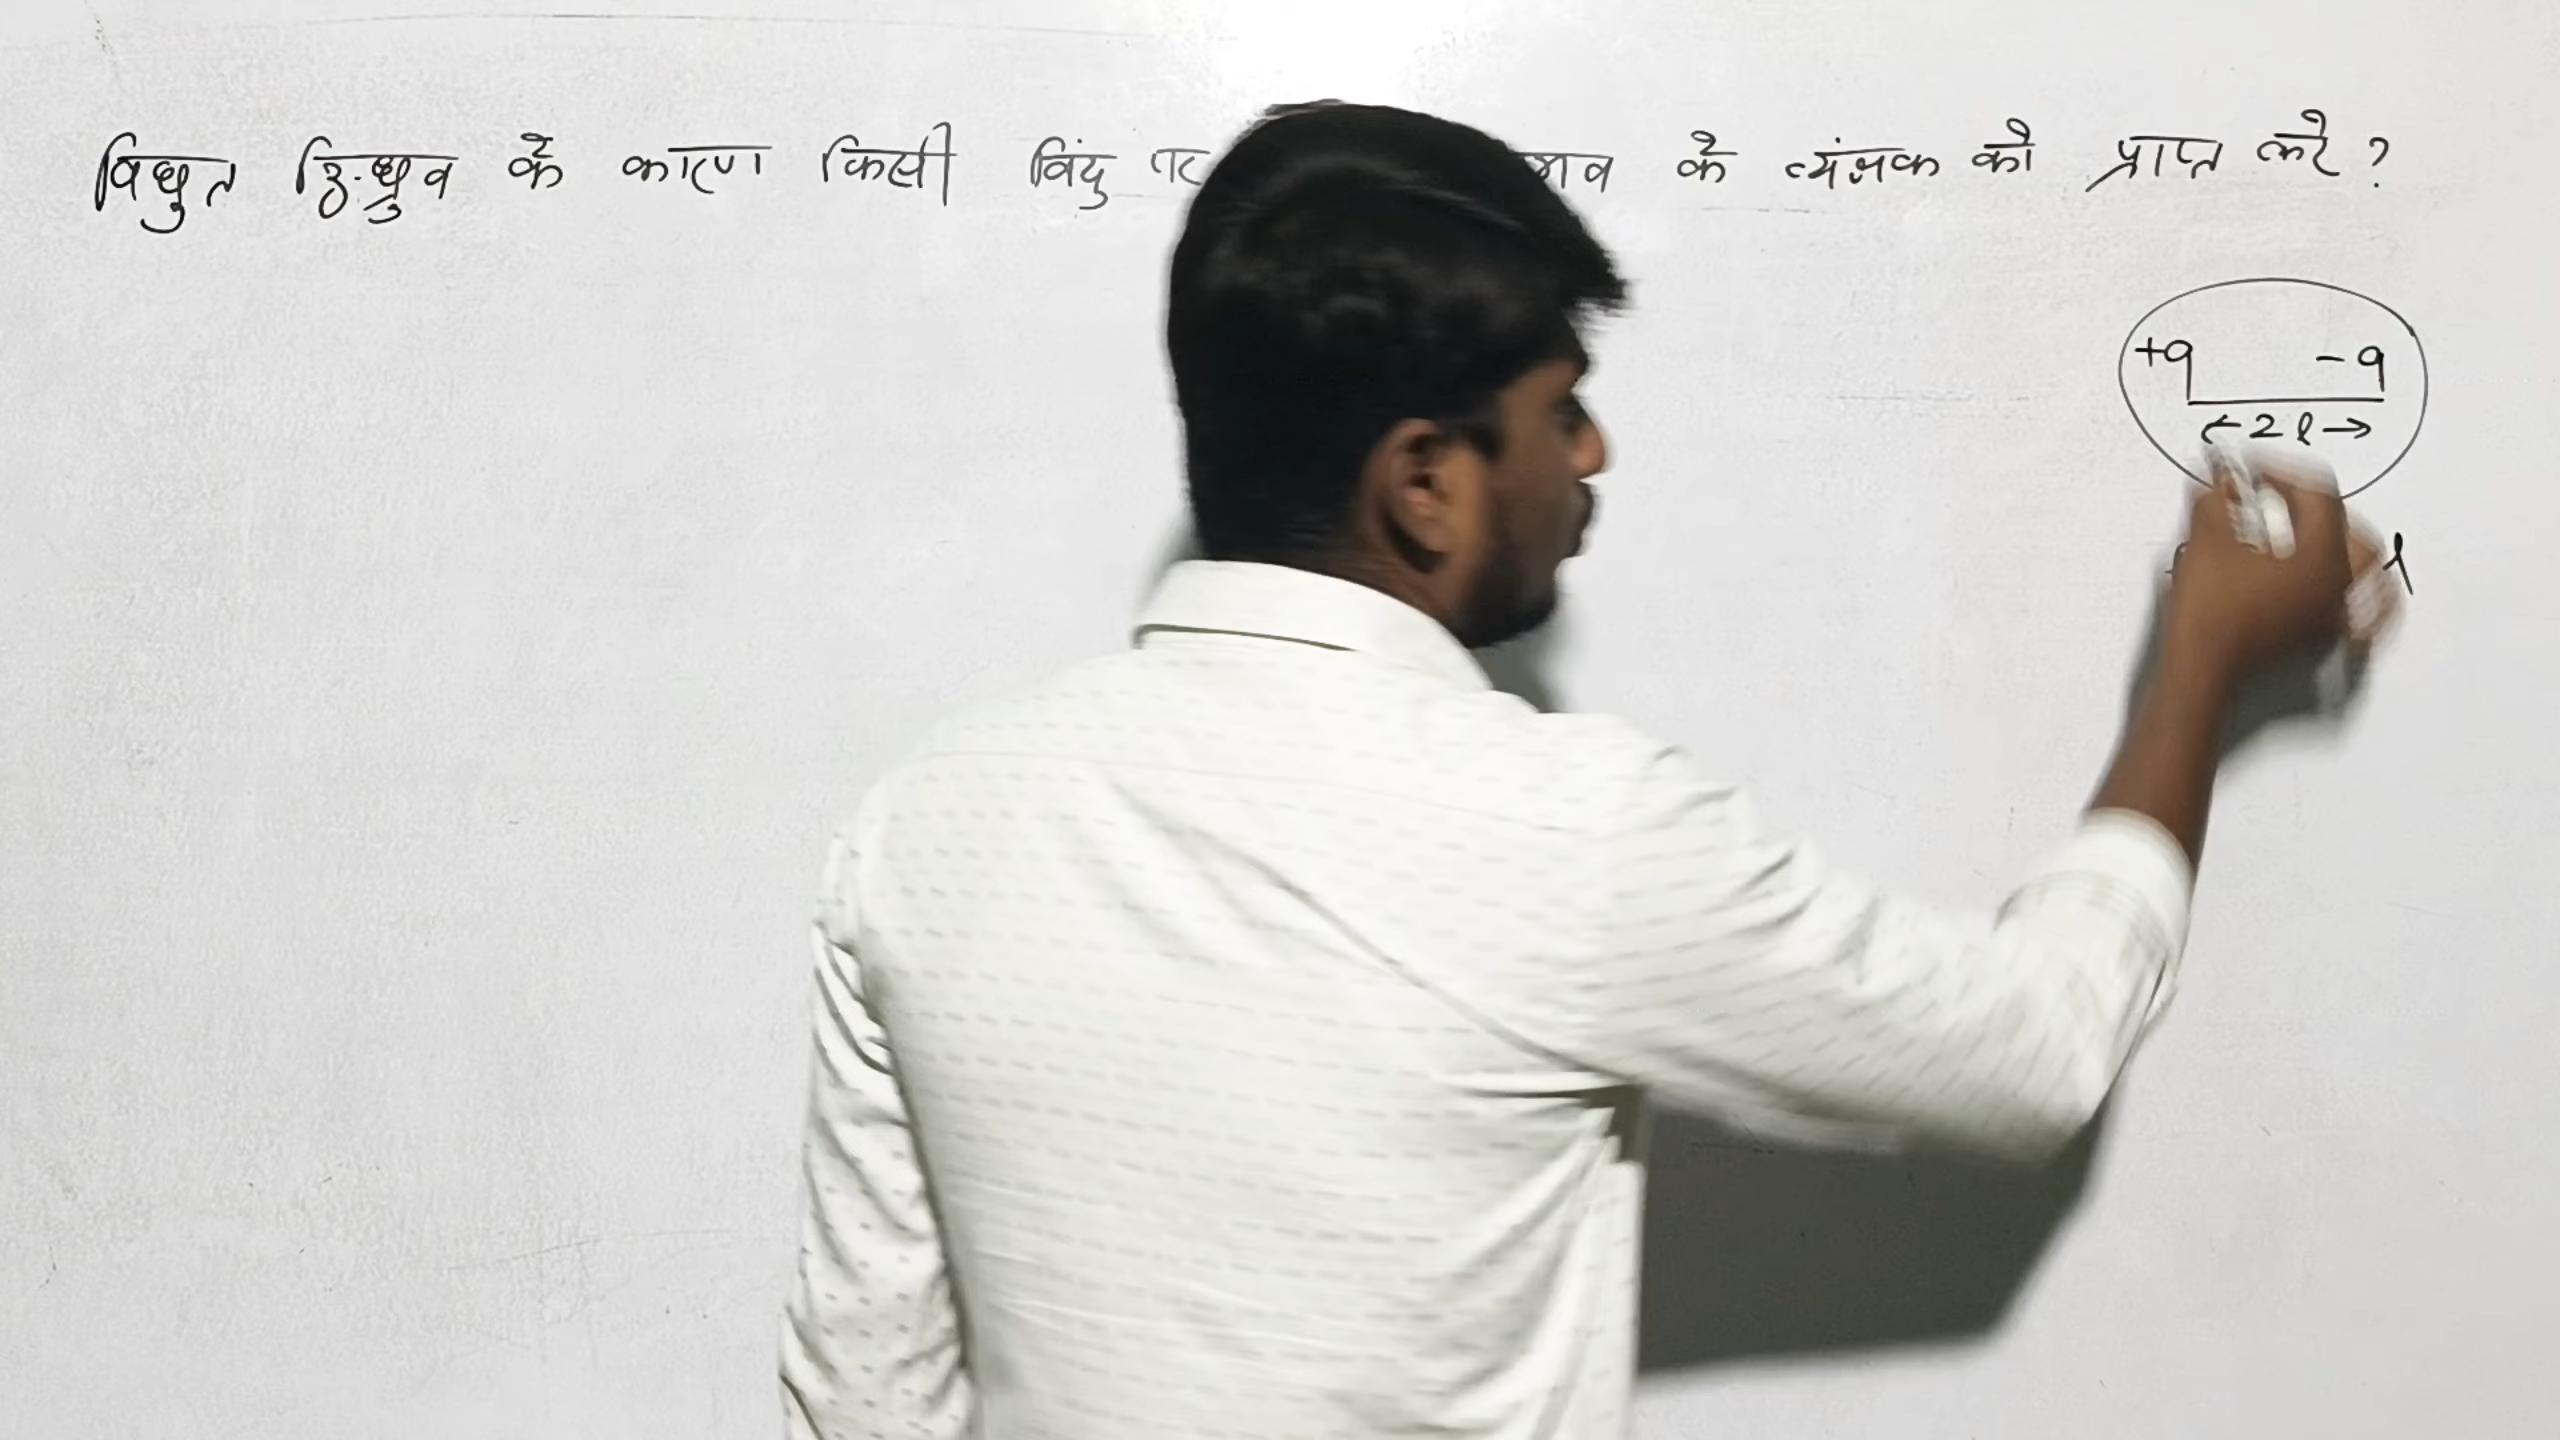 विधुत द्वि-ध्रुव के कारण किसी बिंदु पर के व्यंजक को प्राप्त करे ?
+q -q
←2l→
l